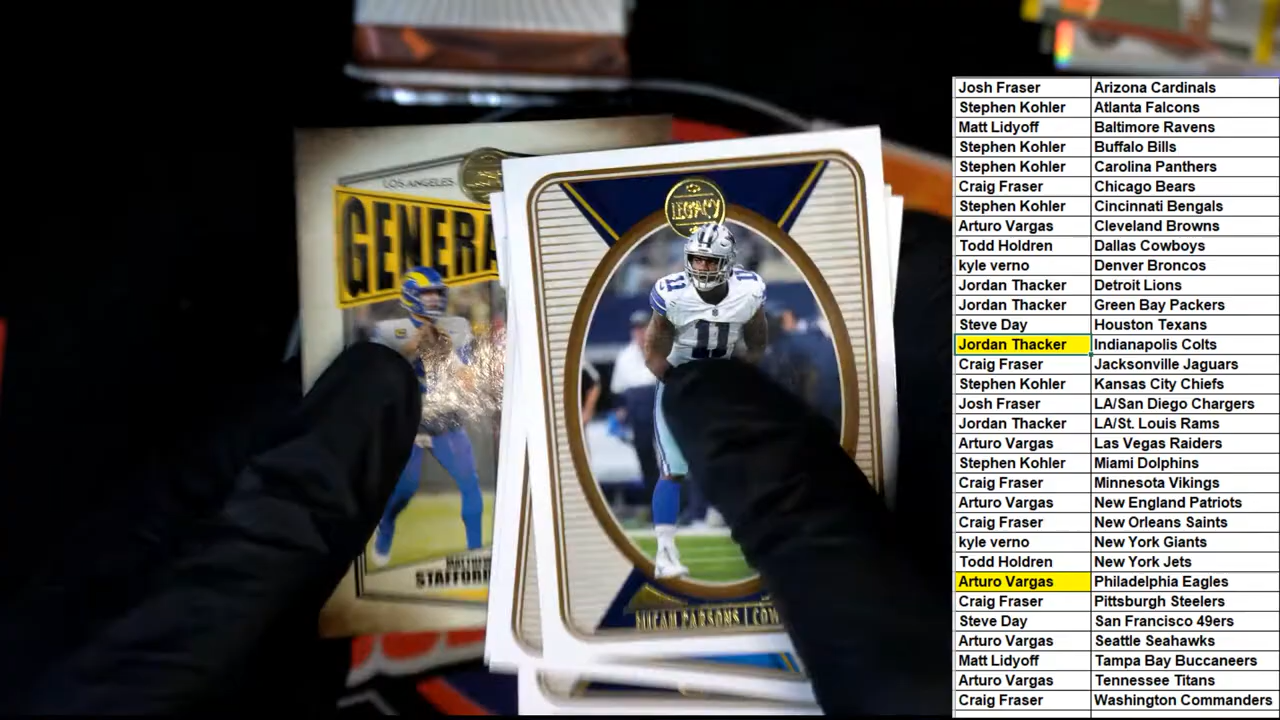 LOS ANGELES
GENERA
MATTHEW
STAFFORD
LEGACY
11
MICAH PARSONS | COW
Josh Fraser Arizona Cardinals
Stephen Kohler Atlanta Falcons
Matt Lidyoff Baltimore Ravens
Stephen Kohler Buffalo Bills
Stephen Kohler Carolina Panthers
Craig Fraser Chicago Bears
Stephen Kohler Cincinnati Bengals
Arturo Vargas Cleveland Browns
Todd Holdren Dallas Cowboys
kyle verno Denver Broncos
Jordan Thacker Detroit Lions
Jordan Thacker Green Bay Packers
Steve Day Houston Texans
Jordan Thacker Indianapolis Colts
Craig Fraser Jacksonville Jaguars
Stephen Kohler Kansas City Chiefs
Josh Fraser LA/San Diego Chargers
Jordan Thacker LA/St. Louis Rams
Arturo Vargas Las Vegas Raiders
Stephen Kohler Miami Dolphins
Craig Fraser Minnesota Vikings
Arturo Vargas New England Patriots
Craig Fraser New Orleans Saints
kyle verno New York Giants
Todd Holdren New York Jets
Arturo Vargas Philadelphia Eagles
Craig Fraser Pittsburgh Steelers
Steve Day San Francisco 49ers
Arturo Vargas Seattle Seahawks
Matt Lidyoff Tampa Bay Buccaneers
Arturo Vargas Tennessee Titans
Craig Fraser Washington Commanders